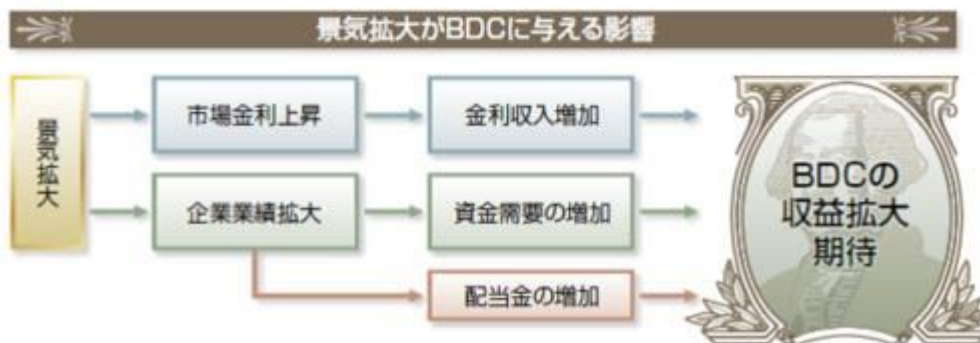 景気拡大がBDCに与える影響
景気拡大
市場金利上昇
金利収入増加
企業業績拡大
資金需要の増加
配当金の増加
BDCの
収益拡大
期待